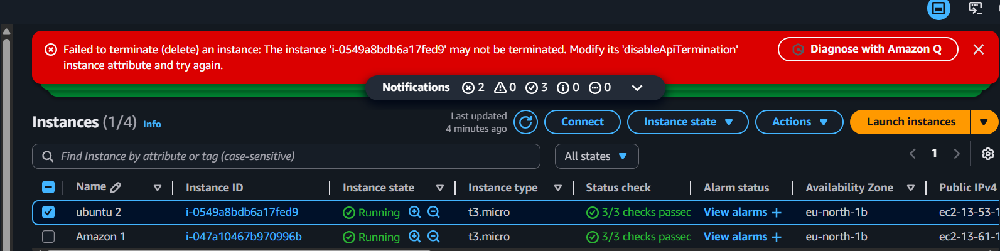 Failed to terminate (delete) an instance: The instance 'i-0549a8bdb6a17fed9' may not be terminated. Modify its 'disableApiTermination'
instance attribute and try again.
Diagnose with Amazon Q
Notifications 2 0 3 0 0
Instances (1/4) Info
Last updated
4 minutes ago
Connect
Instance state
Actions
Launch instances
Find Instance by attribute or tag (case-sensitive)
All states
1
Name Instance ID Instance state Instance type Status check Alarm status Availability Zone Public IPv4
ubuntu 2 i-0549a8bdb6a17fed9 Running t3.micro 3/3 checks passec View alarms + eu-north-1b ec2-13-53-1
Amazon 1 i-047a10467b970996b Running t3.micro 3/3 checks passec View alarms + eu-north-1b ec2-13-61-1